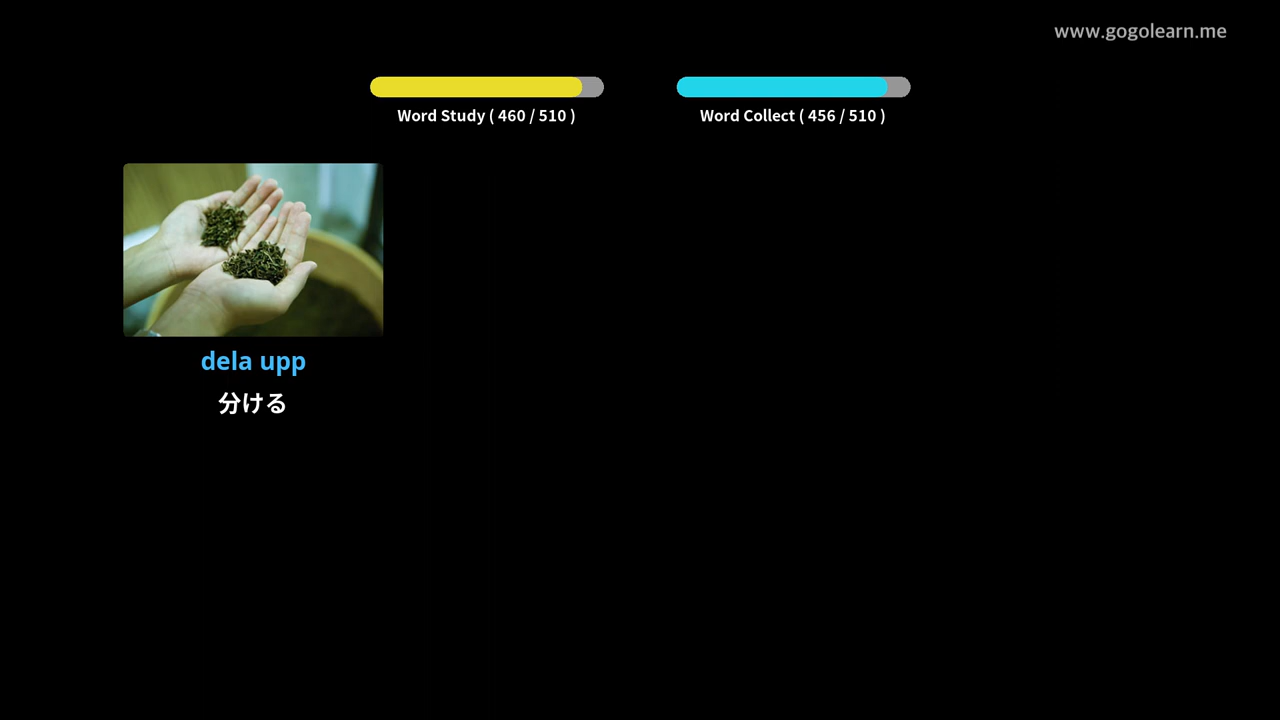 www.gogolearn.me
Word Study ( 460 / 510 )
Word Collect ( 456 / 510 )
dela upp
分ける